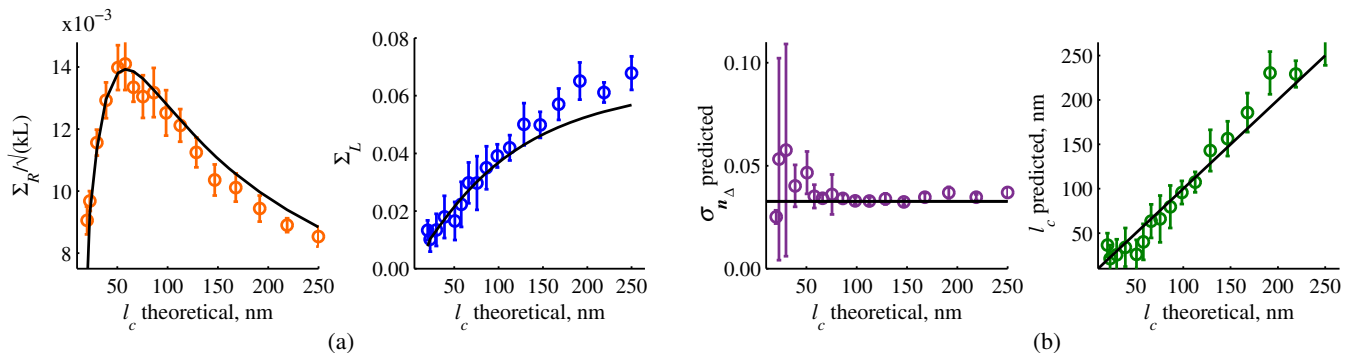 x10⁻³
14
12
10
8
Σ_R/√(kL)
50 100 150 200 250
l_c theoretical, nm
0.08
0.06
0.04
0.02
0.00
Σ_L
50 100 150 200 250
l_c theoretical, nm
(a)
0.10
0.05
0.00
σ_{n_Δ} predicted
50 100 150 200 250
l_c theoretical, nm
250
200
150
100
50
l_c predicted, nm
50 100 150 200 250
l_c theoretical, nm
(b)